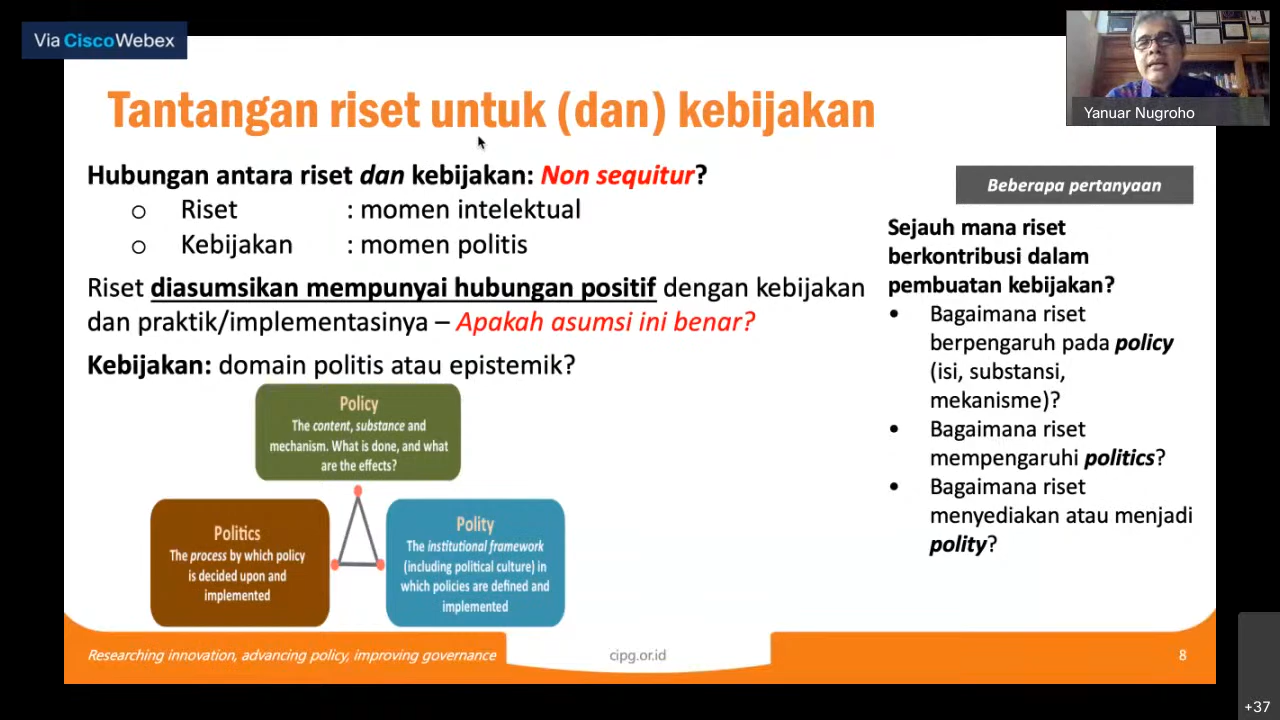 Via CiscoWebex
Yanuar Nugroho
Tantangan riset untuk (dan) kebijakan
Hubungan antara riset dan kebijakan: Non sequitur?
o Riset : momen intelektual
o Kebijakan : momen politis
Riset diasumsikan mempunyai hubungan positif dengan kebijakan
dan praktik/implementasinya – Apakah asumsi ini benar?
Kebijakan: domain politis atau epistemik?
Policy
The content, substance and
mechanism. What is done, and what
are the effects?
Politics
The process by which policy
is decided upon and
implemented
Polity
The institutional framework
(including political culture) in
which policies are defined and
implemented
Beberapa pertanyaan
Sejauh mana riset
berkontribusi dalam
pembuatan kebijakan?
• Bagaimana riset
berpengaruh pada policy
(isi, substansi,
mekanisme)?
• Bagaimana riset
mempengaruhi politics?
• Bagaimana riset
menyediakan atau menjadi
polity?
Researching innovation, advancing policy, improving governance
cipg.or.id
8
+37